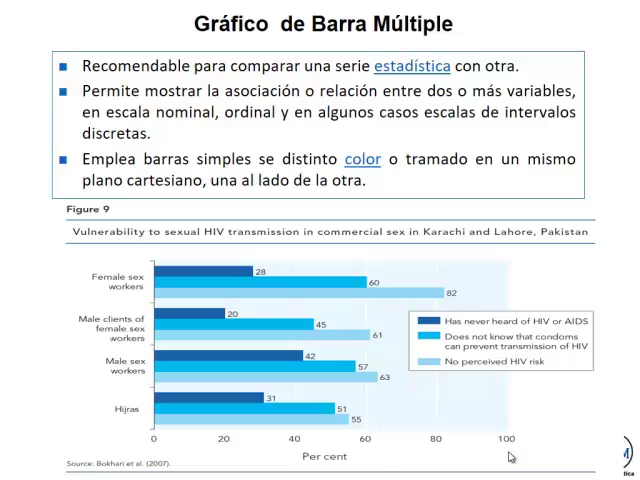 Gráfico de Barra Múltiple
Recomendable para comparar una serie estadística con otra.
Permite mostrar la asociación o relación entre dos o más variables,
en escala nominal, ordinal y en algunos casos escalas de intervalos
discretas.
Emplea barras simples se distinto color o tramado en un mismo
plano cartesiano, una al lado de la otra.
Figure 9
Vulnerability to sexual HIV transmission in commercial sex in Karachi and Lahore, Pakistan
Female sex
workers
28
60
82
Male clients of
female sex
workers
20
45
61
Male sex
workers
42
57
63
Hijras
31
51
55
Has never heard of HIV or AIDS
Does not know that condoms
can prevent transmission of HIV
No perceived HIV risk
0 20 40 60 80 100
Per cent
Source: Bokhari et al. (2007).